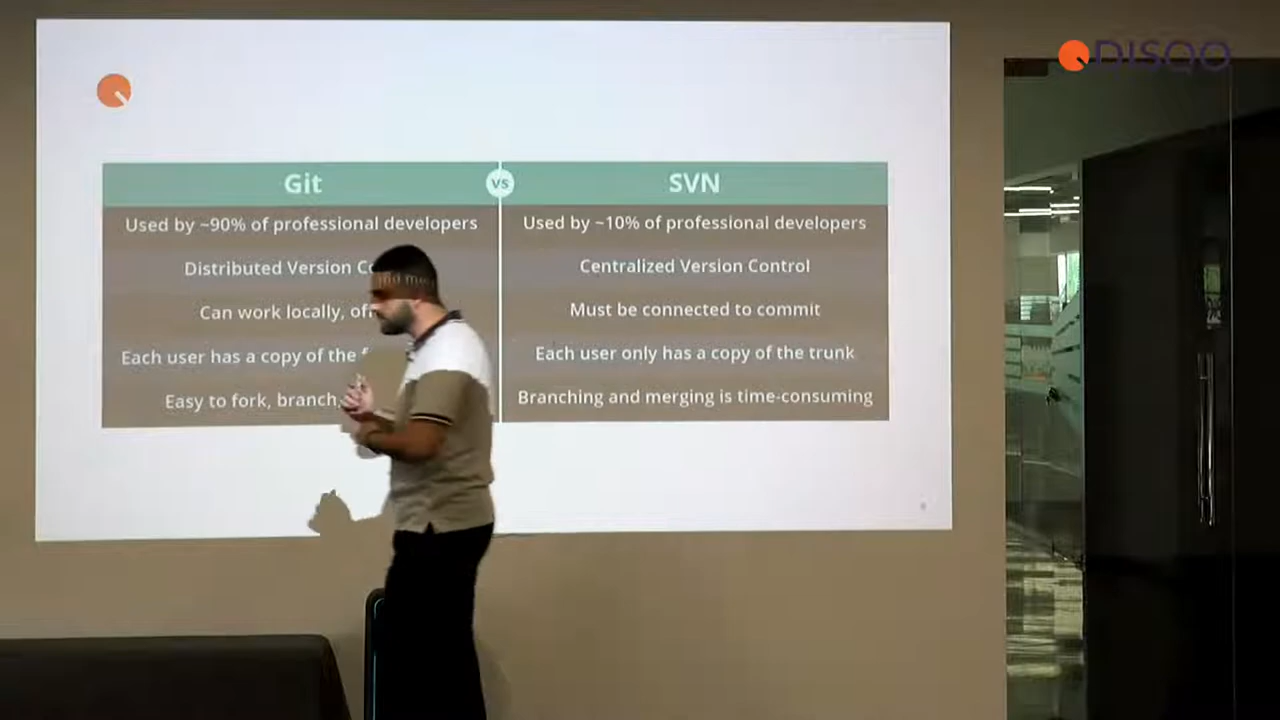 DISQO
Git vs SVN
Used by ~90% of professional developers
Used by ~10% of professional developers
Distributed Version
Centralized Version Control
Can work locally,
Must be connected to commit
Each user has a copy of the
Each user only has a copy of the trunk
Easy to fork, branch,
Branching and merging is time-consuming